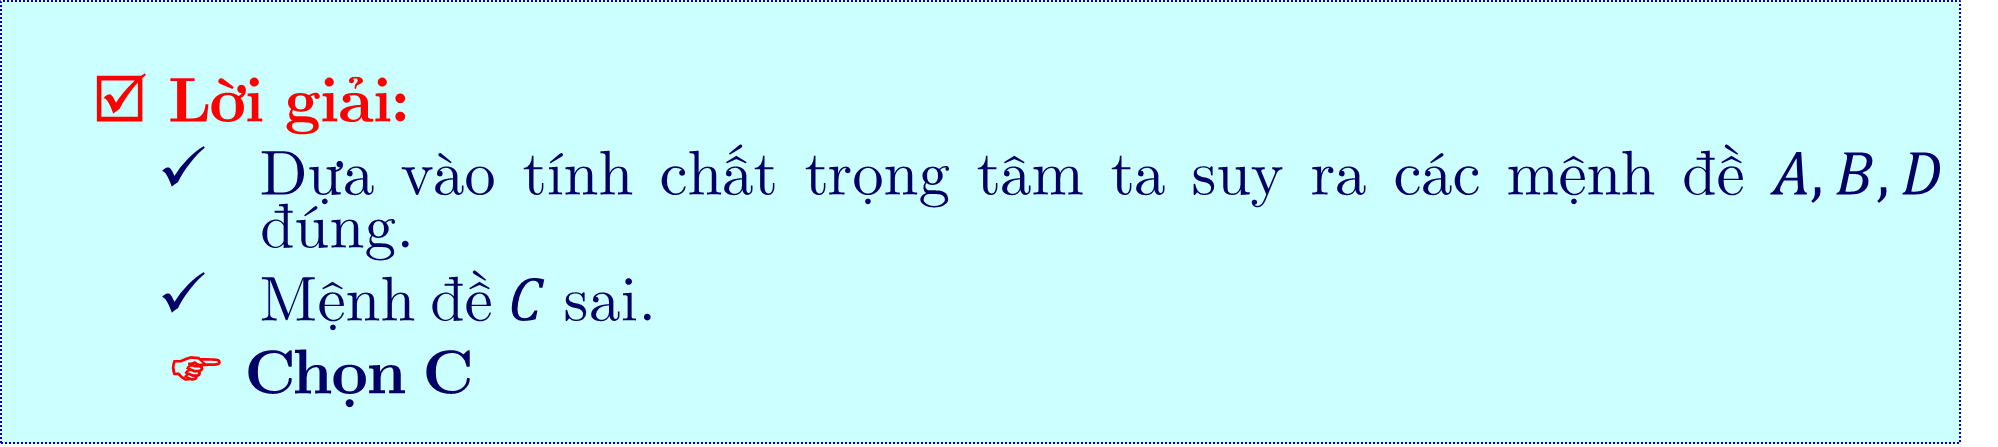 ☑ Lời giải:
✓ Dựa vào tính chất trọng tâm ta suy ra các mệnh đề A, B, D
đúng.
✓ Mệnh đề C sai.
☞ Chọn C